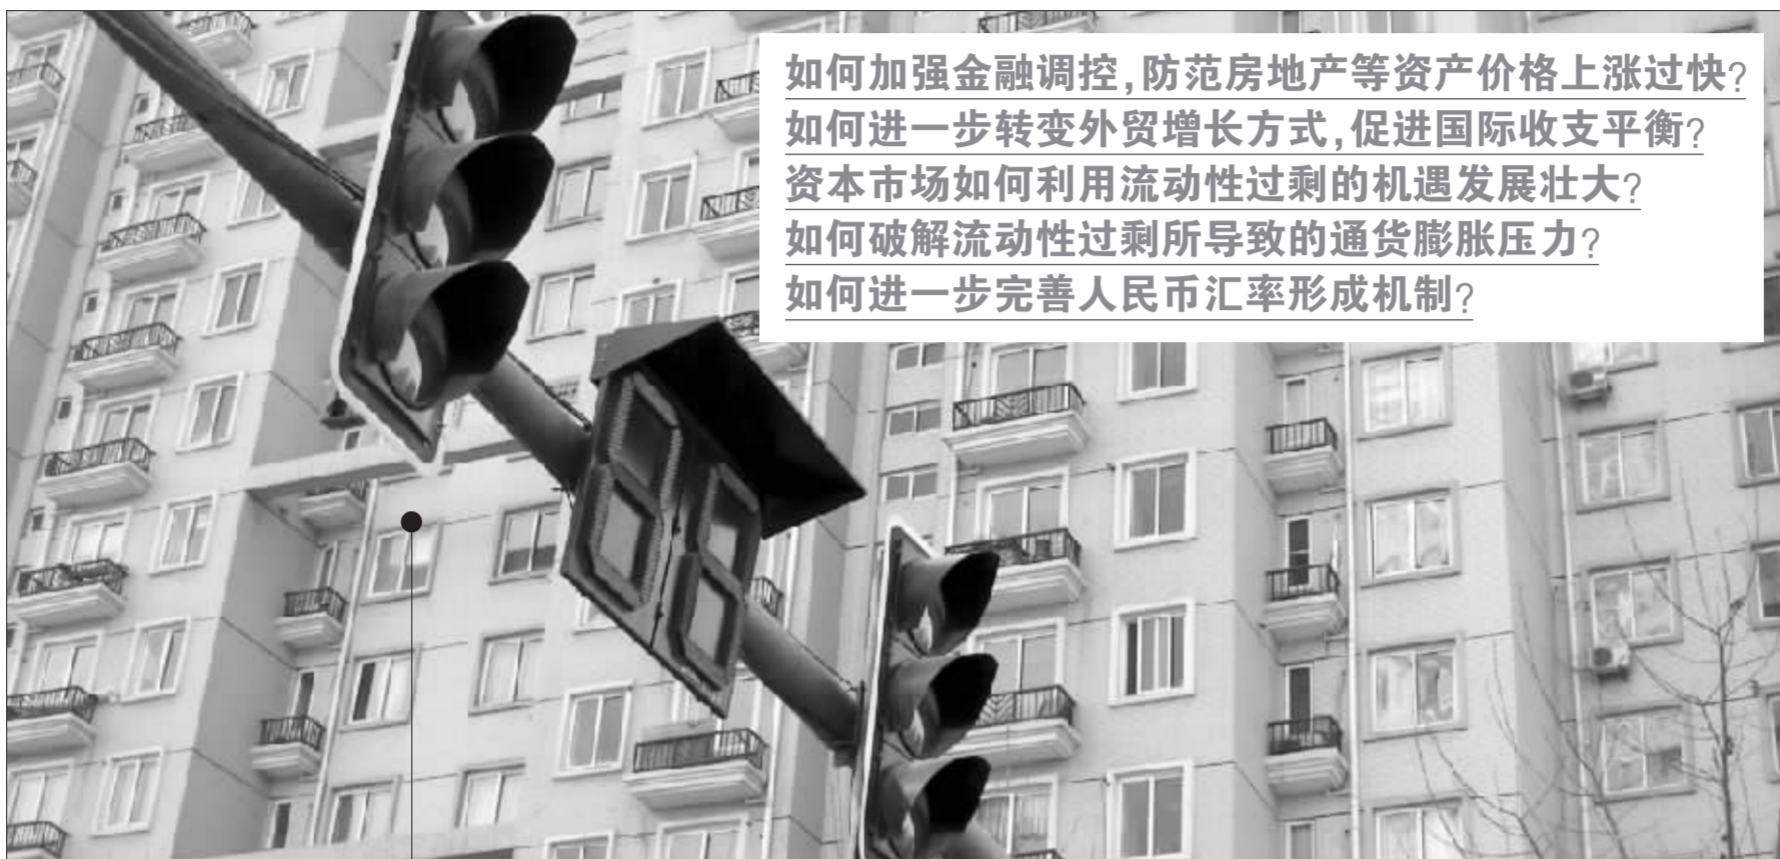 如何加强金融调控,防范房地产等资产价格上涨过快?
如何进一步转变外贸增长方式,促进国际收支平衡?
资本市场如何利用流动性过剩的机遇发展壮大?
如何破解流动性过剩所导致的通货膨胀压力?
如何进一步完善人民币汇率形成机制?